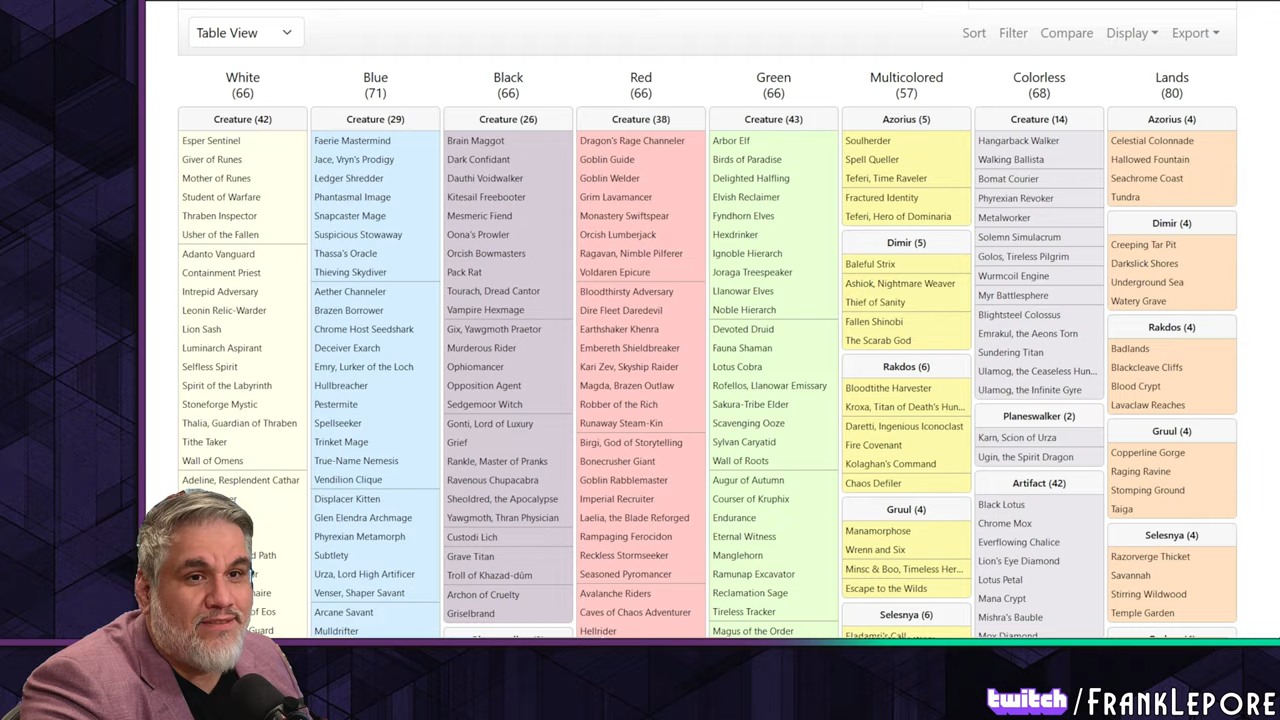 Table View
Sort
Filter
Compare
Display
Export
White
(66)
Creature (42)
Esper Sentinel
Giver of Runes
Mother of Runes
Student of Warfare
Thraben Inspector
Usher of the Fallen
Adanto Vanguard
Containment Priest
Intrepid Adversary
Leonin Relic-Warder
Lion Sash
Luminarch Aspirant
Selfless Spirit
Spirit of the Labyrinth
Stoneforge Mystic
Thalia, Guardian of Thraben
Tithe Taker
Wall of Omens
Adeline, Resplendent Cathar
d Path
of Eos
Guard
Blue
(71)
Creature (29)
Faerie Mastermind
Jace, Vryn's Prodigy
Ledger Shredder
Phantasmal Image
Snapcaster Mage
Suspicious Stowaway
Thassa's Oracle
Thieving Skydiver
Aether Channeler
Brazen Borrower
Chrome Host Seedshark
Deceiver Exarch
Emry, Lurker of the Loch
Hullbreacher
Pestermite
Spellseeker
Trinket Mage
True-Name Nemesis
Vendilion Clique
Displacer Kitten
Glen Elendra Archmage
Phyrexian Metamorph
Subtlety
Urza, Lord High Artificer
Venser, Shaper Savant
Arcane Savant
Mulldrifter
Black
(66)
Creature (26)
Brain Maggot
Dark Confidant
Dauthi Voidwalker
Kitesail Freebooter
Mesmeric Fiend
Oona's Prowler
Orcish Bowmasters
Pack Rat
Tourach, Dread Cantor
Vampire Hexmage
Gix, Yawgmoth Praetor
Murderous Rider
Ophiomancer
Opposition Agent
Sedgemoor Witch
Gonti, Lord of Luxury
Grief
Rankle, Master of Pranks
Ravenous Chupacabra
Sheoldred, the Apocalypse
Yawgmoth, Thran Physician
Custodi Lich
Grave Titan
Troll of Khazad-dûm
Archon of Cruelty
Griselbrand
Red
(66)
Creature (38)
Dragon's Rage Channeler
Goblin Guide
Goblin Welder
Grim Lavamancer
Monastery Swiftspear
Orcish Lumberjack
Ragavan, Nimble Pilferer
Voldaren Epicure
Bloodthirsty Adversary
Dire Fleet Daredevil
Earthshaker Khenra
Embereth Shieldbreaker
Kari Zev, Skyship Raider
Magda, Brazen Outlaw
Robber of the Rich
Runaway Steam-Kin
Birgi, God of Storytelling
Bonecrusher Giant
Goblin Rabblemaster
Imperial Recruiter
Laelia, the Blade Reforged
Rampaging Ferocidon
Reckless Stormseeker
Seasoned Pyromancer
Avalanche Riders
Caves of Chaos Adventurer
Hellrider
Green
(66)
Creature (43)
Arbor Elf
Birds of Paradise
Delighted Halfling
Elvish Reclaimer
Fyndhorn Elves
Hexdrinker
Ignoble Hierarch
Joraga Treespeaker
Llanowar Elves
Noble Hierarch
Devoted Druid
Fauna Shaman
Lotus Cobra
Rofellos, Llanowar Emissary
Sakura-Tribe Elder
Scavenging Ooze
Sylvan Caryatid
Wall of Roots
Augur of Autumn
Courser of Kruphix
Endurance
Eternal Witness
Manglehorn
Ramunap Excavator
Reclamation Sage
Tireless Tracker
Magus of the Order
Multicolored
(57)
Azorius (5)
Soulherder
Spell Queller
Teferi, Time Raveler
Fractured Identity
Teferi, Hero of Dominaria
Dimir (5)
Baleful Strix
Ashiok, Nightmare Weaver
Thief of Sanity
Fallen Shinobi
The Scarab God
Rakdos (6)
Bloodtithe Harvester
Kroxa, Titan of Death's Hun...
Daretti, Ingenious Iconoclast
Fire Covenant
Kolaghan's Command
Chaos Defiler
Gruul (4)
Manamorphose
Wrenn and Six
Minsc & Boo, Timeless Her...
Escape to the Wilds
Selesnya (6)
Eladamri's Call
Colorless
(68)
Creature (14)
Hangarback Walker
Walking Ballista
Bomat Courier
Phyrexian Revoker
Metalworker
Solemn Simulacrum
Golos, Tireless Pilgrim
Wurmcoil Engine
Myr Battlesphere
Blightsteel Colossus
Emrakul, the Aeons Torn
Sundering Titan
Ulamog, the Ceaseless Hun...
Ulamog, the Infinite Gyre
Planeswalker (2)
Karn, Scion of Urza
Ugin, the Spirit Dragon
Artifact (42)
Black Lotus
Chrome Mox
Everflowing Chalice
Lion's Eye Diamond
Lotus Petal
Mana Crypt
Mishra's Bauble
Mox Diamond
Lands
(80)
Azorius (4)
Celestial Colonnade
Hallowed Fountain
Seachrome Coast
Tundra
Dimir (4)
Creeping Tar Pit
Darkslick Shores
Underground Sea
Watery Grave
Rakdos (4)
Badlands
Blackcleave Cliffs
Blood Crypt
Lavaclaw Reaches
Gruul (4)
Copperline Gorge
Raging Ravine
Stomping Ground
Taiga
Selesnya (4)
Razorverge Thicket
Savannah
Stirring Wildwood
Temple Garden
twitch/FrankLepore